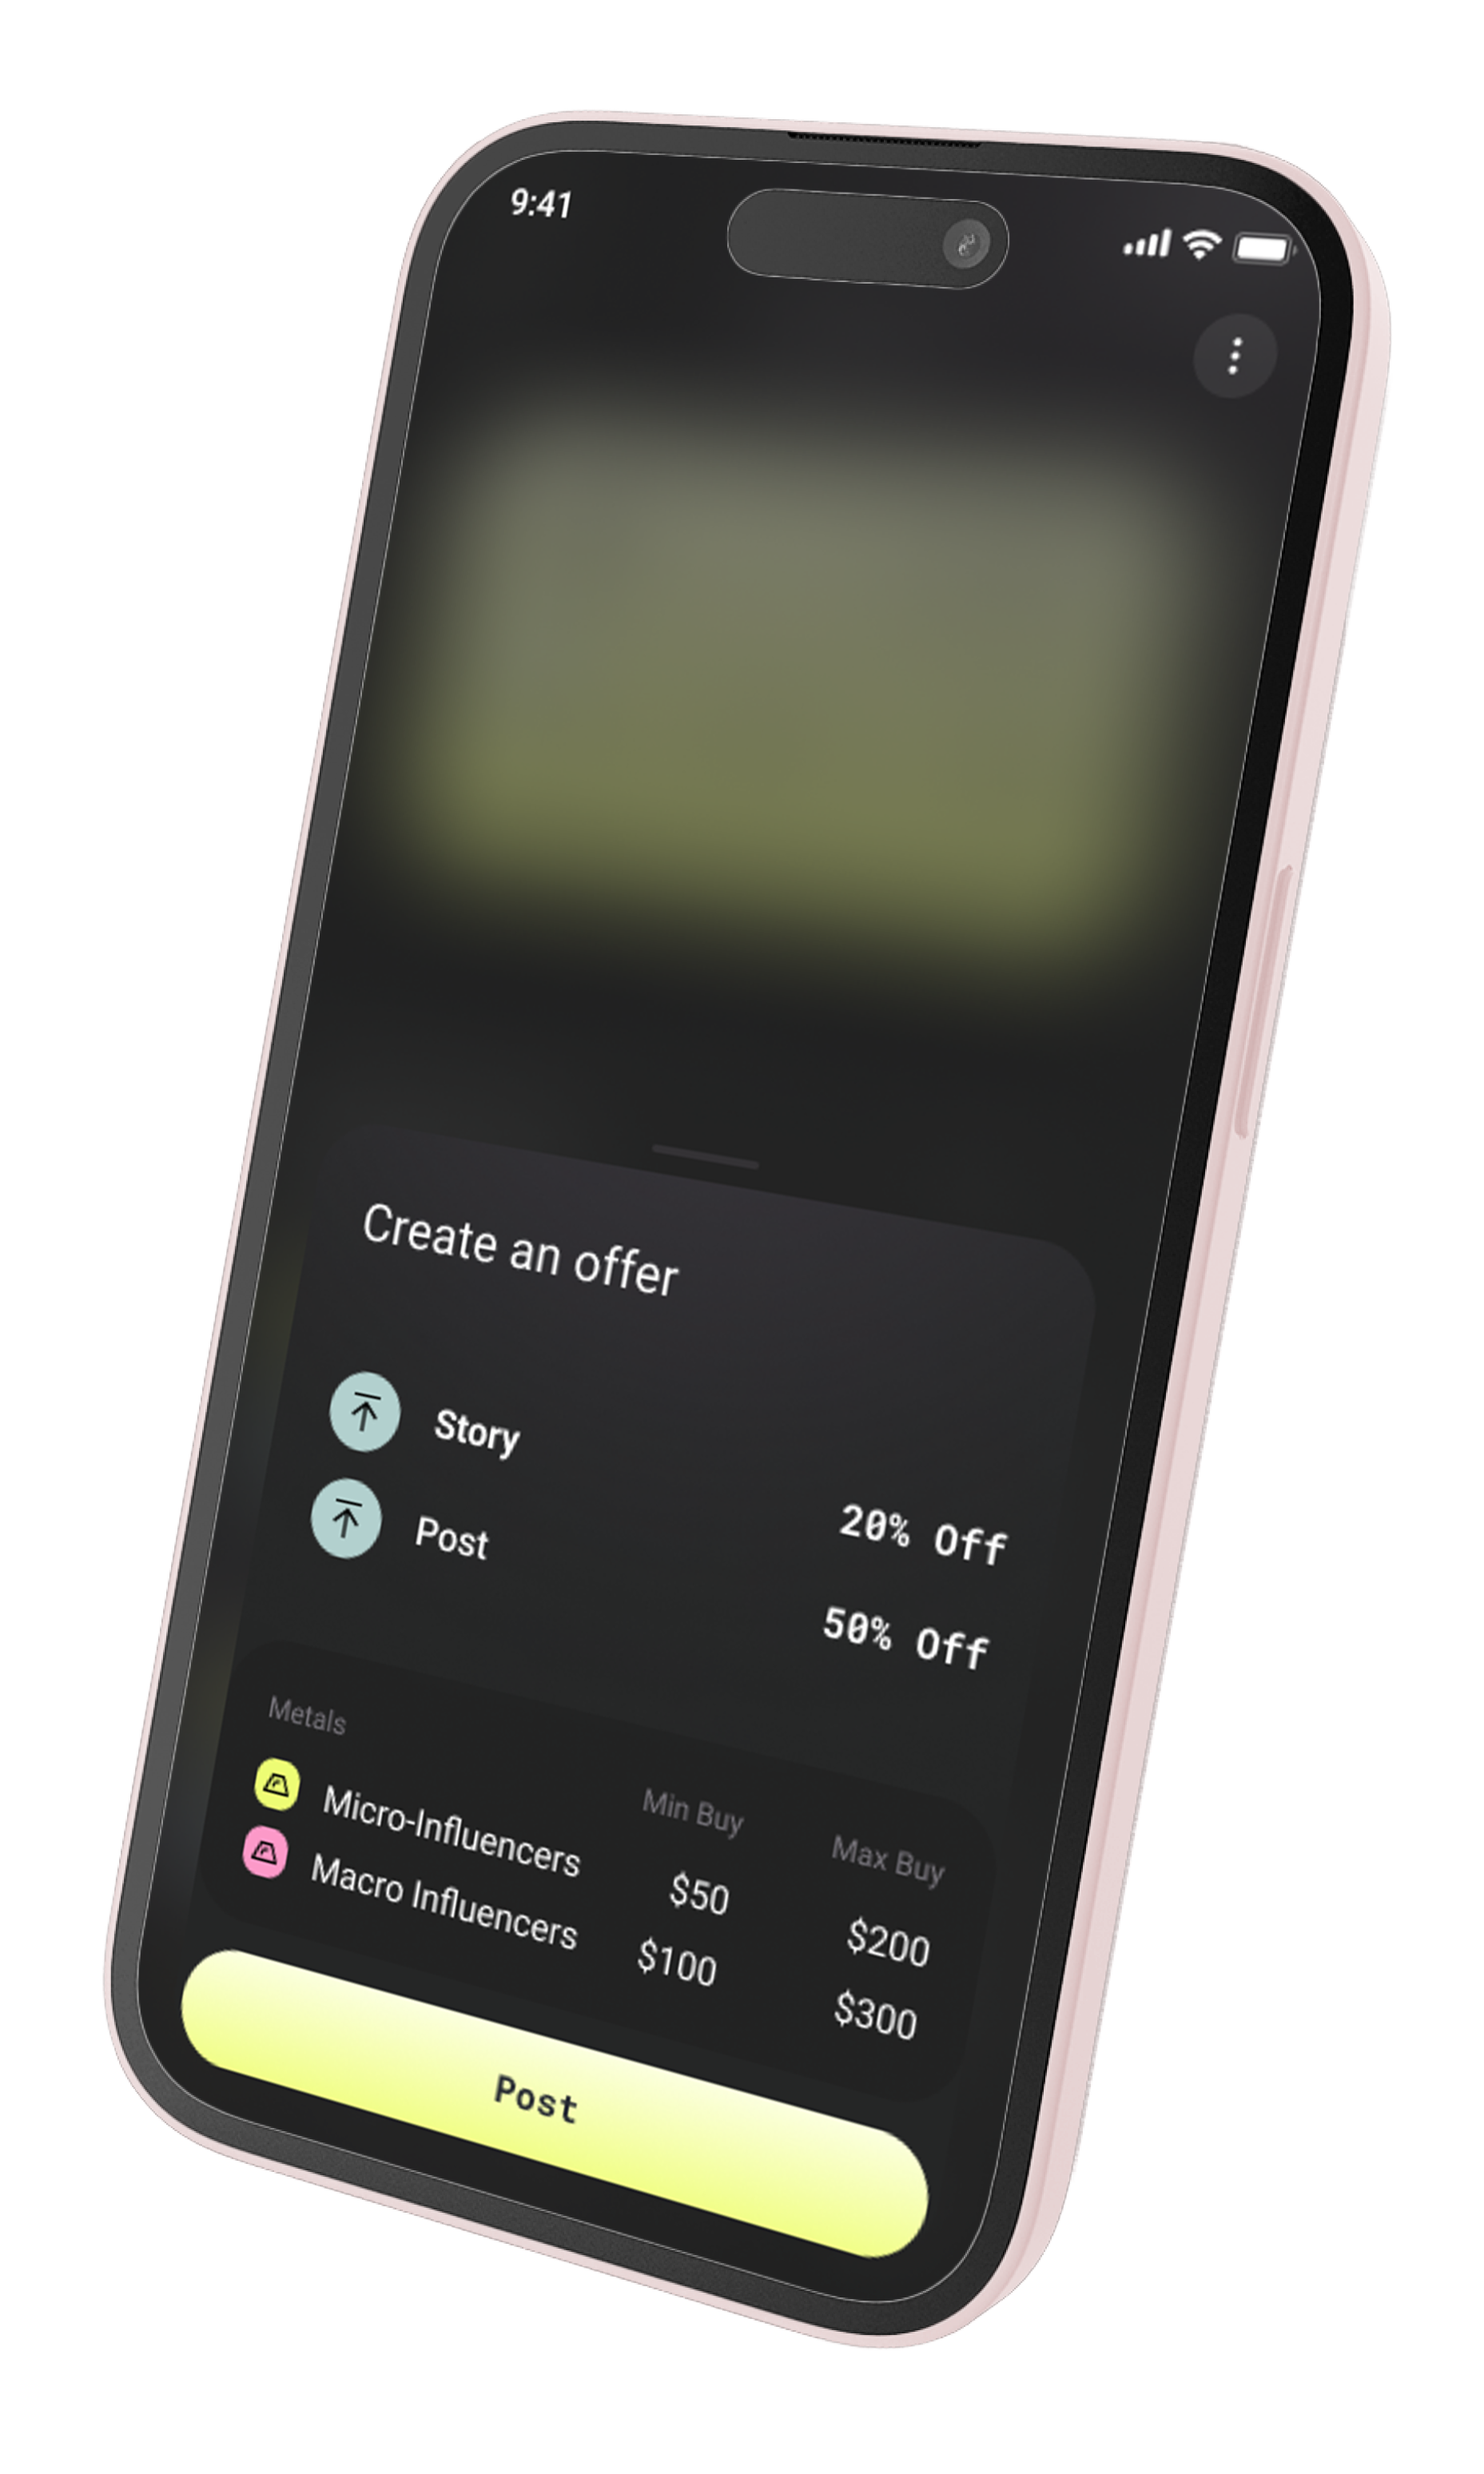 9:41
Create an offer
Story 20% Off
Post 50% Off
Metals Min Buy Max Buy
Micro-Influencers $50 $200
Macro Influencers $100 $300
Post